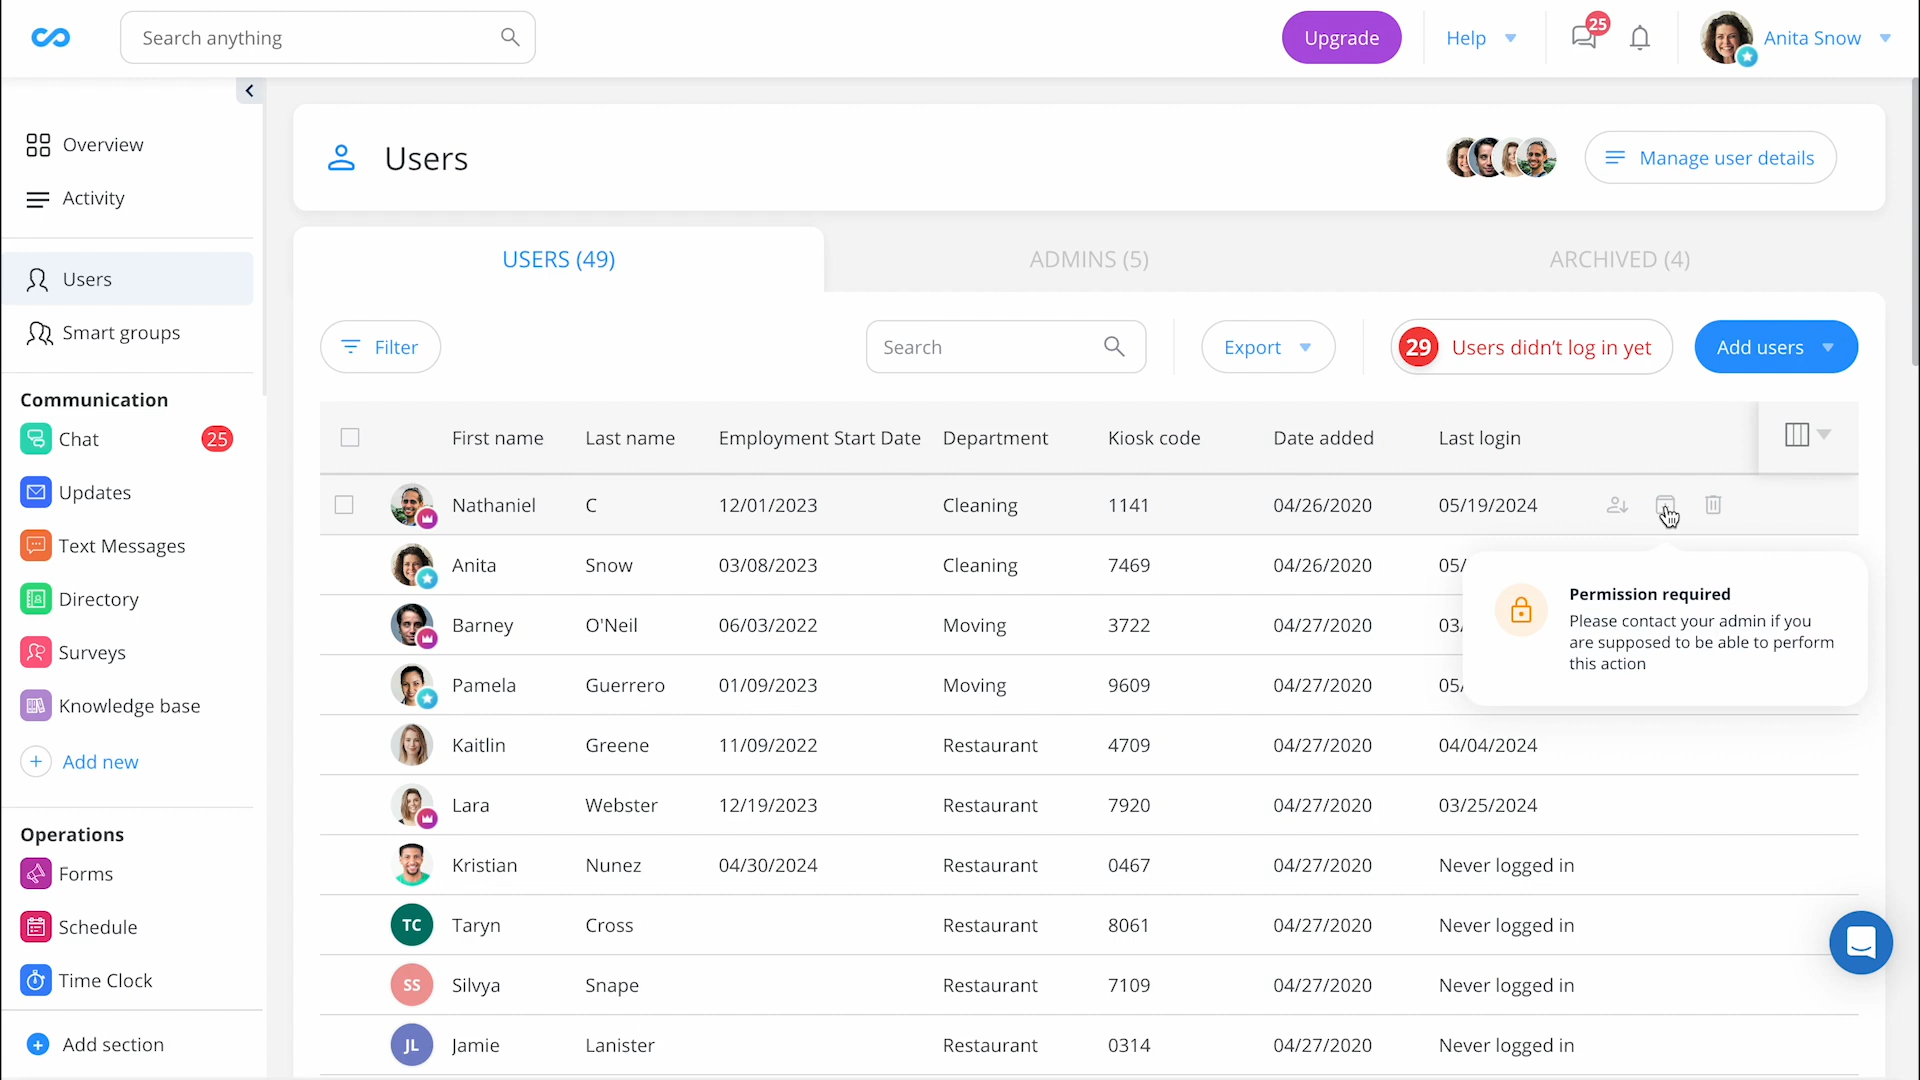 Search anything
Upgrade
Help
25
Anita Snow
Overview
Activity
Users
Smart groups
Communication
Chat
25
Updates
Text Messages
Directory
Surveys
Knowledge base
Add new
Operations
Forms
Schedule
Time Clock
Add section
Users
Manage user details
USERS (49)
ADMINS (5)
ARCHIVED (4)
Filter
Search
Export
29 Users didn’t log in yet
Add users
First name Last name Employment Start Date Department Kiosk code Date added Last login
Nathaniel C 12/01/2023 Cleaning 1141 04/26/2020 05/19/2024
Anita Snow 03/08/2023 Cleaning 7469 04/26/2020 05/
Barney O'Neil 06/03/2022 Moving 3722 04/27/2020 03/
Pamela Guerrero 01/09/2023 Moving 9609 04/27/2020 05/
Permission required
Please contact your admin if you
are supposed to be able to perform
this action
Kaitlin Greene 11/09/2022 Restaurant 4709 04/27/2020 04/04/2024
Lara Webster 12/19/2023 Restaurant 7920 04/27/2020 03/25/2024
Kristian Nunez 04/30/2024 Restaurant 0467 04/27/2020 Never logged in
TC Taryn Cross Restaurant 8061 04/27/2020 Never logged in
SS Silvya Snape Restaurant 7109 04/27/2020 Never logged in
JL Jamie Lanister Restaurant 0314 04/27/2020 Never logged in